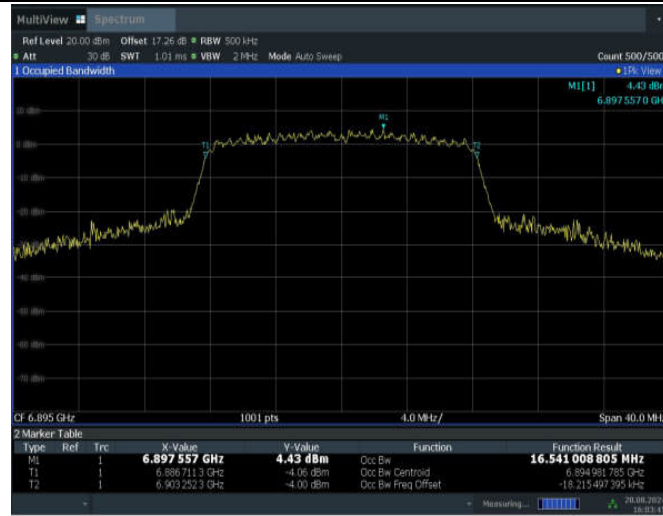 MultiView Spectrum
Ref Level 20.00 dBm Offset 17.26 dB RBW 500 kHz
Att 30 dB SWT 1.01 ms VBW 2 MHz Mode Auto Sweep Count 500/500
1 Occupied Bandwidth 1Pk View
M1[1] 4.43 dBm
6.8975570 GHz
10 dBm
M1
0 dBm
T1 T2
-10 dBm
-20 dBm
-40 dBm
-50 dBm
-60 dBm
-70 dBm
CF 6.895 GHz 1001 pts 4.0 MHz/ Span 40.0 MHz
2 Marker Table
Type Ref Trc X-Value Y-Value Function Function Result
M1 1 6.897 557 GHz 4.43 dBm Occ Bw 16.541 008 805 MHz
T1 1 6.886 711 3 GHz -4.06 dBm Occ Bw Centroid 6.894 981 785 GHz
T2 1 6.903 252 3 GHz -4.00 dBm Occ Bw Freq Offset -18.215 497 395 kHz
Measuring... 20.08.202
16:03:4